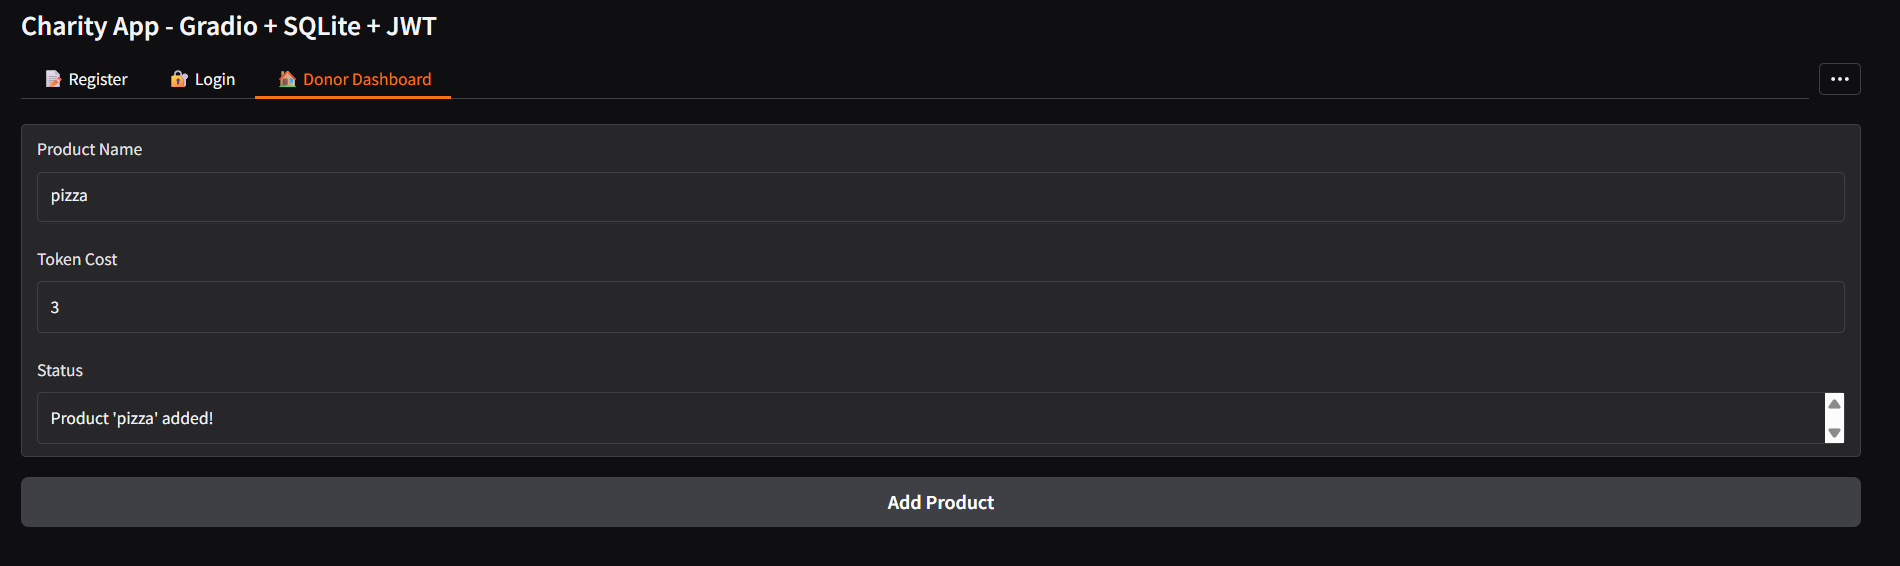 Charity App - Gradio + SQLite + JWT
📝 Register 🔐 Login 🏠 Donor Dashboard
Product Name
pizza
Token Cost
3
Status
Product 'pizza' added!
Add Product